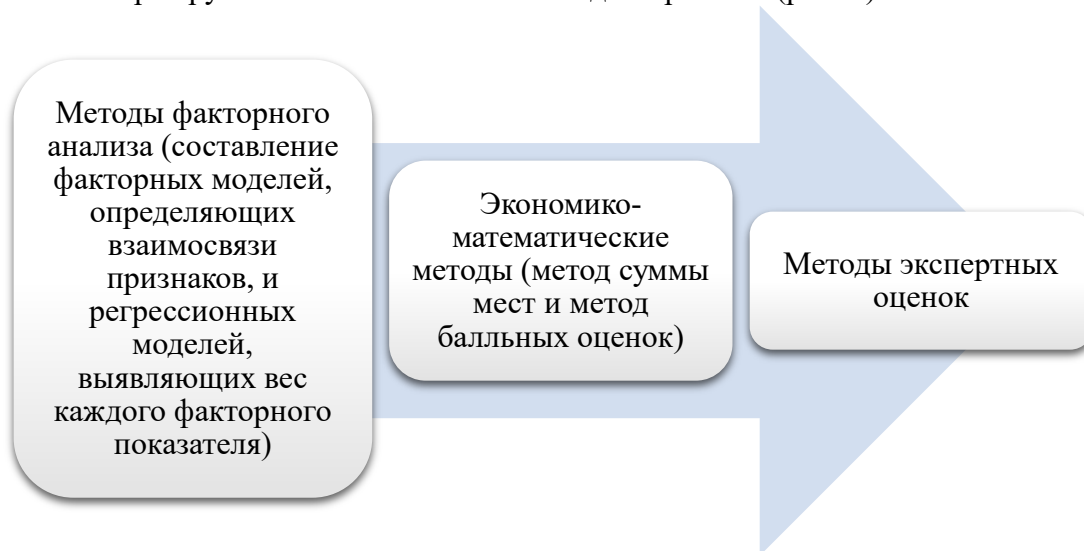 Методы факторного
анализа (составление
факторных моделей,
определяющих
взаимосвязи
признаков, и
регрессионных
моделей,
выявляющих вес
каждого факторного
показателя)
Экономико-
математические
методы (метод суммы
мест и метод
балльных оценок)
Методы экспертных
оценок